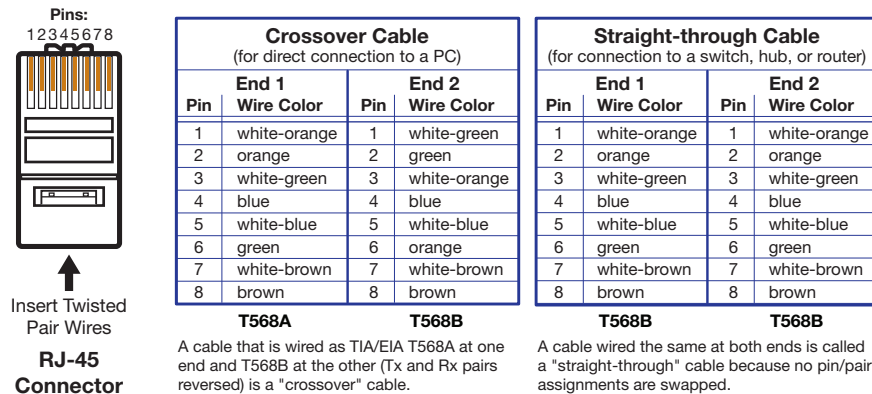 Pins:
12345678
Insert Twisted
Pair Wires
RJ-45
Connector
Crossover Cable
(for direct connection to a PC)
End 1 End 2
Pin Wire Color Pin Wire Color
1 white-orange 1 white-green
2 orange 2 green
3 white-green 3 white-orange
4 blue 4 blue
5 white-blue 5 white-blue
6 green 6 orange
7 white-brown 7 white-brown
8 brown 8 brown
T568A T568B
A cable that is wired as TIA/EIA T568A at one
end and T568B at the other (Tx and Rx pairs
reversed) is a "crossover" cable.
Straight-through Cable
(for connection to a switch, hub, or router)
End 1 End 2
Pin Wire Color Pin Wire Color
1 white-orange 1 white-orange
2 orange 2 orange
3 white-green 3 white-green
4 blue 4 blue
5 white-blue 5 white-blue
6 green 6 green
7 white-brown 7 white-brown
8 brown 8 brown
T568B T568B
A cable wired the same at both ends is called
a "straight-through" cable because no pin/pair
assignments are swapped.